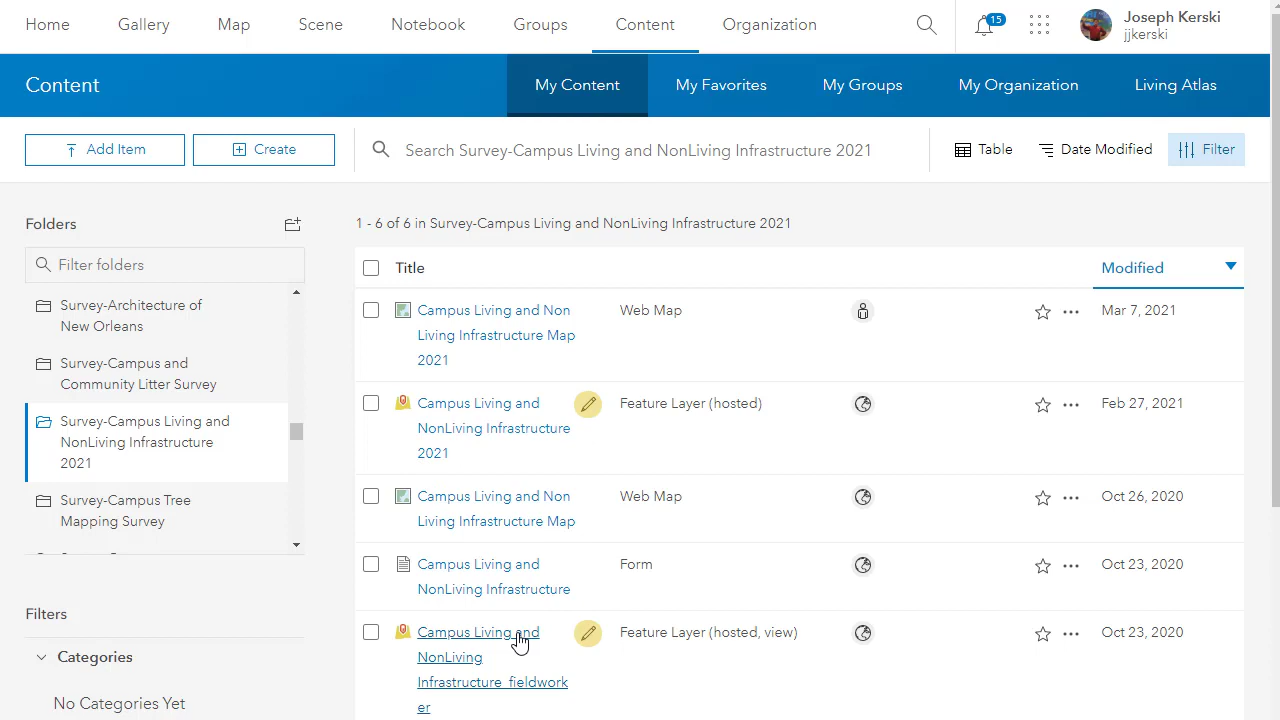 Home Gallery Map Scene Notebook Groups Content Organization 15 Joseph Kerski
jjkerski
Content My Content My Favorites My Groups My Organization Living Atlas
Add Item Create Search Survey-Campus Living and NonLiving Infrastructure 2021 Table Date Modified Filter
Folders
Filter folders
Survey-Architecture of
New Orleans
Survey-Campus and
Community Litter Survey
Survey-Campus Living and
NonLiving Infrastructure
2021
Survey-Campus Tree
Mapping Survey
Filters
Categories
No Categories Yet
1 - 6 of 6 in Survey-Campus Living and NonLiving Infrastructure 2021
Title Modified
Campus Living and Non Web Map Mar 7, 2021
Living Infrastructure Map
2021
Campus Living and Feature Layer (hosted) Feb 27, 2021
NonLiving Infrastructure
2021
Campus Living and Non Web Map Oct 26, 2020
Living Infrastructure Map
Campus Living and Form Oct 23, 2020
NonLiving Infrastructure
Campus Living and Feature Layer (hosted, view) Oct 23, 2020
NonLiving
Infrastructure_fieldwork
er